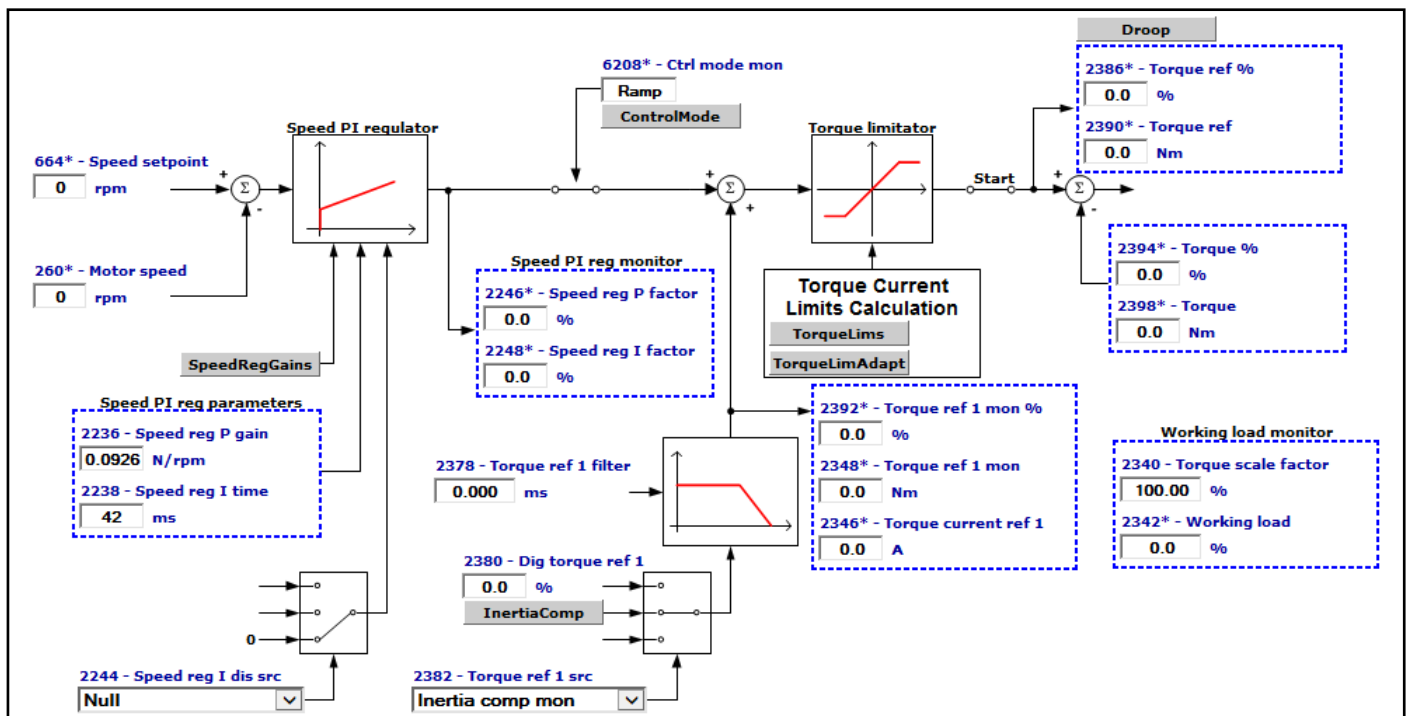 Droop
6208* - Ctrl mode mon
Ramp
ControlMode
2386* - Torque ref %
0.0 %
2390* - Torque ref
0.0 Nm
Speed PI regulator
Torque limitator
664* - Speed setpoint
0 rpm
+
Σ
-
+
Σ
+
Start
+
Σ
-
260* - Motor speed
0 rpm
Speed PI reg monitor
2246* - Speed reg P factor
0.0 %
2248* - Speed reg I factor
0.0 %
Torque Current
Limits Calculation
TorqueLims
TorqueLimAdapt
2394* - Torque %
0.0 %
2398* - Torque
0.0 Nm
SpeedRegGains
Speed PI reg parameters
2236 - Speed reg P gain
0.0926 N/rpm
2238 - Speed reg I time
42 ms
2378 - Torque ref 1 filter
0.000 ms
2392* - Torque ref 1 mon %
0.0 %
2348* - Torque ref 1 mon
0.0 Nm
2346* - Torque current ref 1
0.0 A
Working load monitor
2340 - Torque scale factor
100.00 %
2342* - Working load
0.0 %
2380 - Dig torque ref 1
0.0 %
InertiaComp
0
2244 - Speed reg I dis src
Null
2382 - Torque ref 1 src
Inertia comp mon